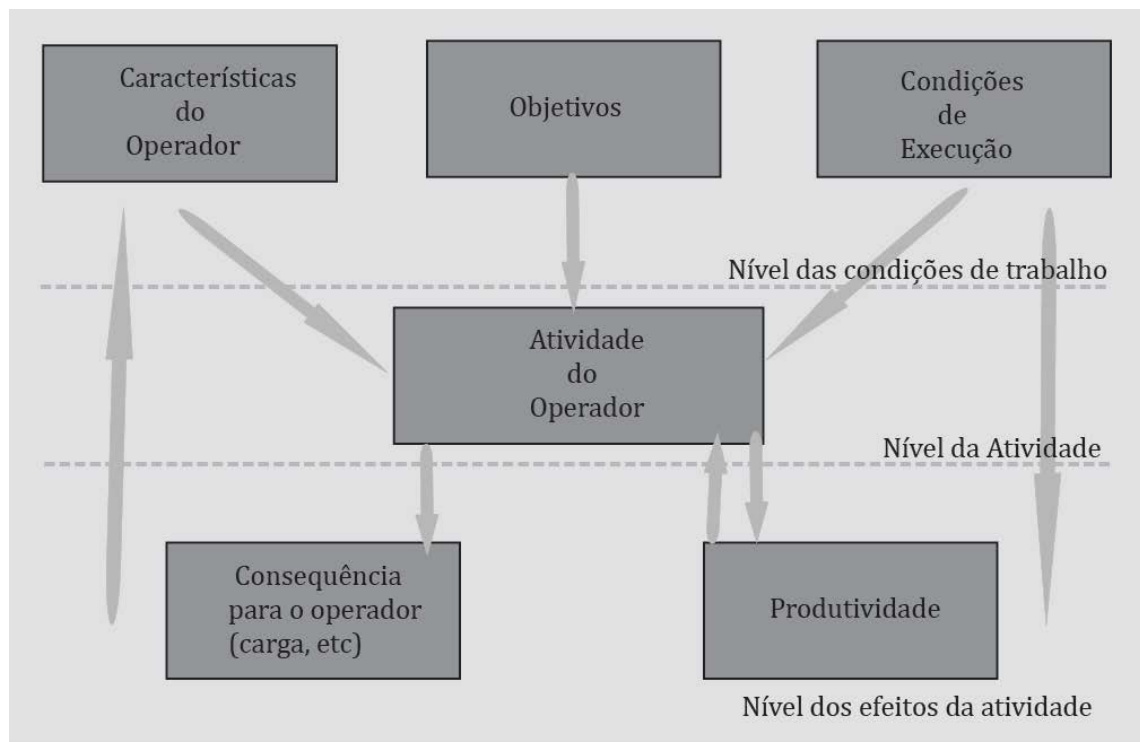 Características
do
Operador
Objetivos
Condições
de
Execução
Nível das condições de trabalho
Atividade
do
Operador
Nível da Atividade
Consequência
para o operador
(carga, etc)
Produtividade
Nível dos efeitos da atividade